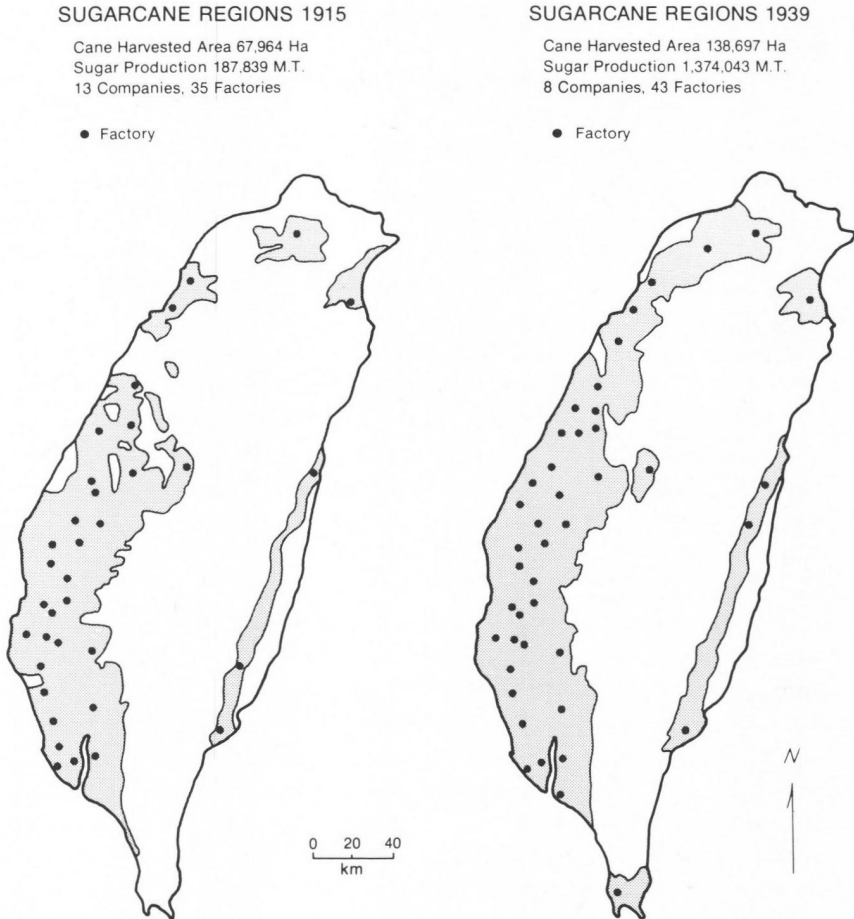 SUGARCANE REGIONS 1915
Cane Harvested Area 67,964 Ha
Sugar Production 187,839 M.T.
13 Companies, 35 Factories
Factory
SUGARCANE REGIONS 1939
Cane Harvested Area 138,697 Ha
Sugar Production 1,374,043 M.T.
8 Companies, 43 Factories
Factory
N
0 20 40
km